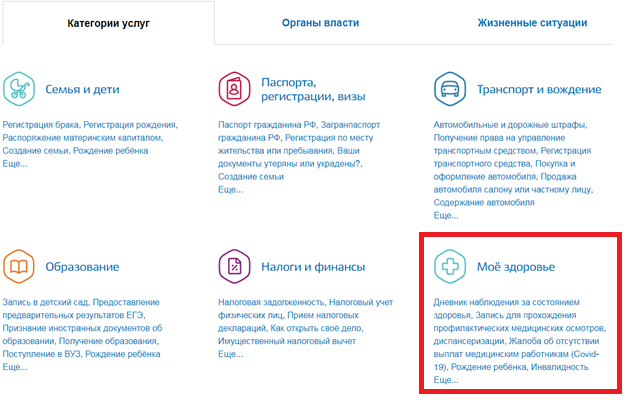 Категории услуг
Органы власти
Жизненные ситуации
Семья и дети
Регистрация брака, Регистрация рождения,
Распоряжение материнским капиталом,
Создание семьи, Рождение ребёнка
Еще...
Паспорта,
регистрации, визы
Паспорт гражданина РФ, Загранпаспорт
гражданина РФ, Регистрация по месту
жительства или пребывания, Ваши
документы утеряны или украдены?,
Создание семьи
Еще...
Транспорт и вождение
Автомобильные и дорожные штрафы,
Получение права на управление
транспортным средством, Регистрация
транспортного средства, Покупка и
оформление автомобиля, Продажа
автомобиля салону или частному лицу,
Содержание автомобиля
Еще...
Образование
Запись в детский сад, Предоставление
предварительных результатов ЕГЭ,
Признание иностранных документов об
образовании, Получение образования,
Поступление в ВУЗ, Рождение ребёнка
Еще...
Налоги и финансы
Налоговая задолженность, Налоговый учет
физических лиц, Прием налоговых
деклараций, Как открыть своё дело,
Имущественный налоговый вычет
Еще...
Моё здоровье
Дневник наблюдения за состоянием
здоровья, Запись для прохождения
профилактических медицинских осмотров,
диспансеризации, Жалоба об отсутствии
выплат медицинским работникам (Covid-
19), Рождение ребёнка, Инвалидность
Еще...